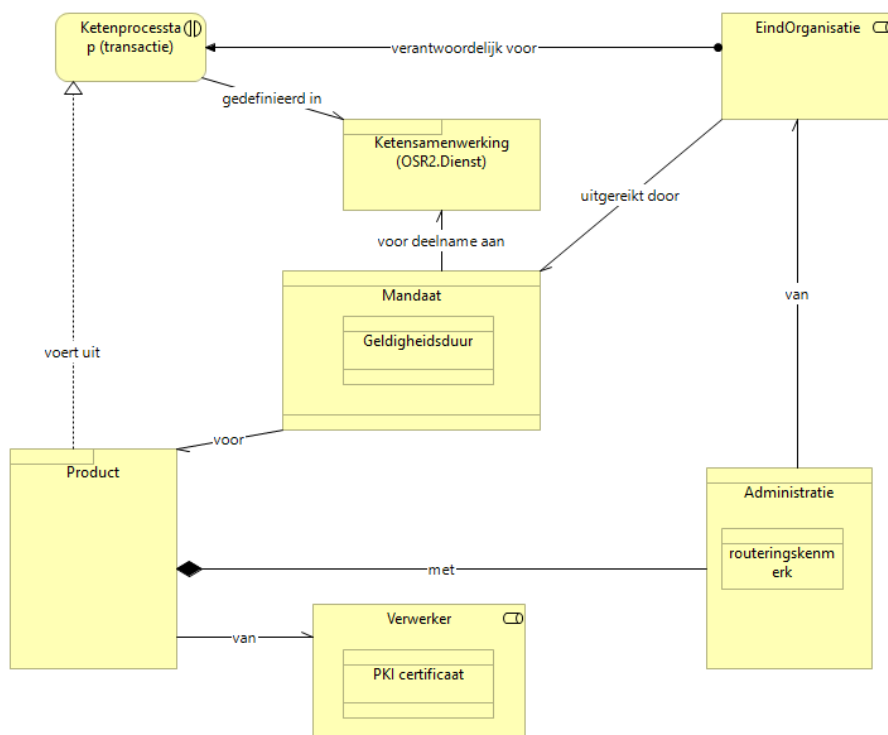 Ketenprocessta
p (transactie)
EindOrganisatie
verantwoordelijk voor
gedefinieerd in
Ketensamenwerking
(OSR2.Dienst)
uitgereikt door
voor deelname aan
Mandaat
van
Geldigheidsduur
voert uit
voor
Product
Administratie
routeringskenm
erk
met
Verwerker
van
PKI certificaat